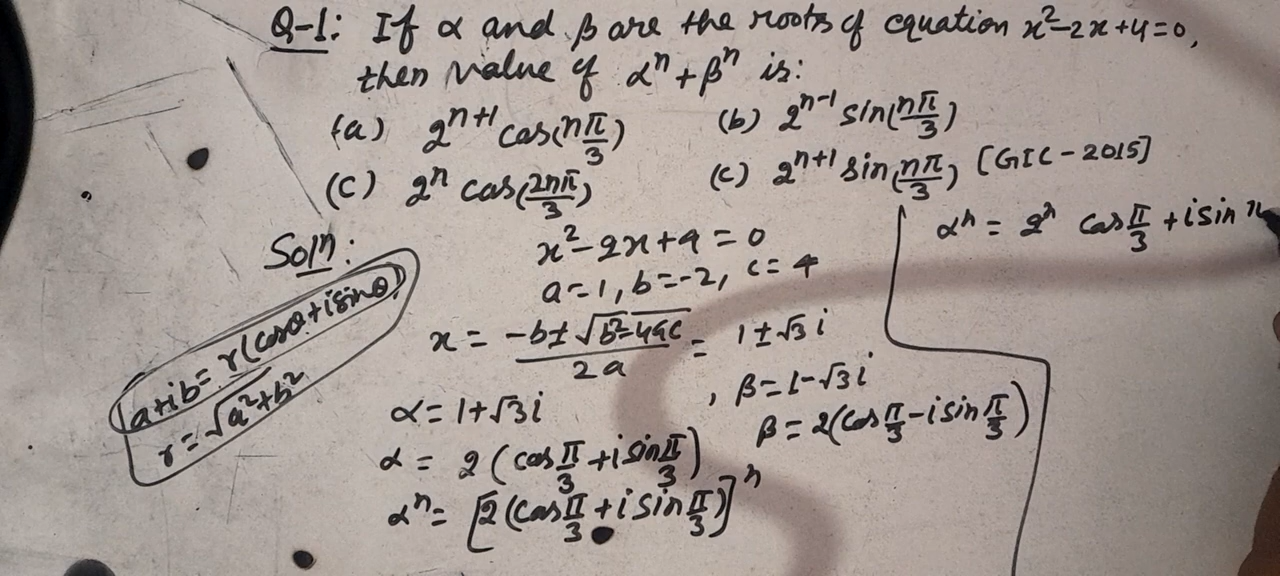 Q-1: If α and β are the roots of equation x²-2x+4=0,
then value of αⁿ+βⁿ is:
(a) 2ⁿ⁺¹ cos(nπ/3) (b) 2ⁿ⁻¹ sin(nπ/3)
(c) 2ⁿ cos(2nπ/3) (c) 2ⁿ⁺¹ sin(nπ/3) [GIC-2015]
Solⁿ:
x²-2x+4=0
a=1, b=-2, c=4
x = (-b±√(b²-4ac))/2a = 1±√3i
α=1+√3i , β=1-√3i
α = 2(cos π/3 + i sin π/3) β = 2(cos π/3 - i sin π/3)
αⁿ = [2(cos π/3 + i sin π/3)]ⁿ
a+ib = r(cosθ+isinθ)
r = √(a²+b²)
αⁿ = 2ⁿ cos π/3 + i sin